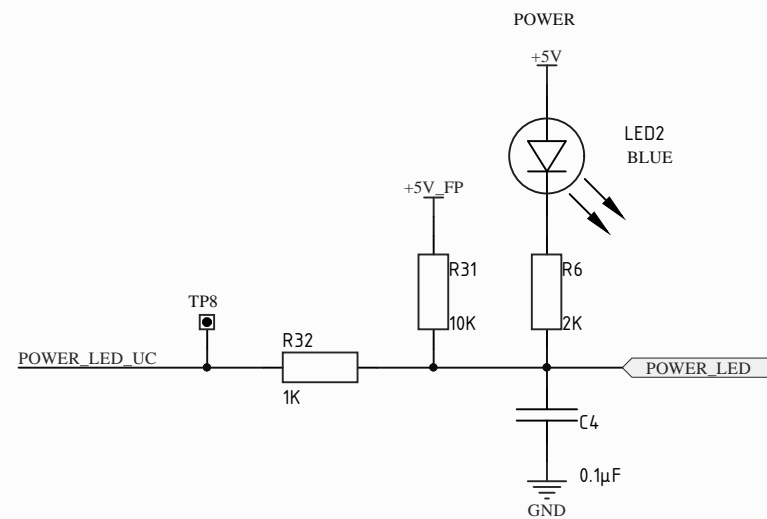 POWER
+5V
LED2
BLUE
+5V_FP
R31
10K
R6
2K
TP8
R32
1K
POWER_LED_UC
POWER_LED
C4
0.1µF
GND